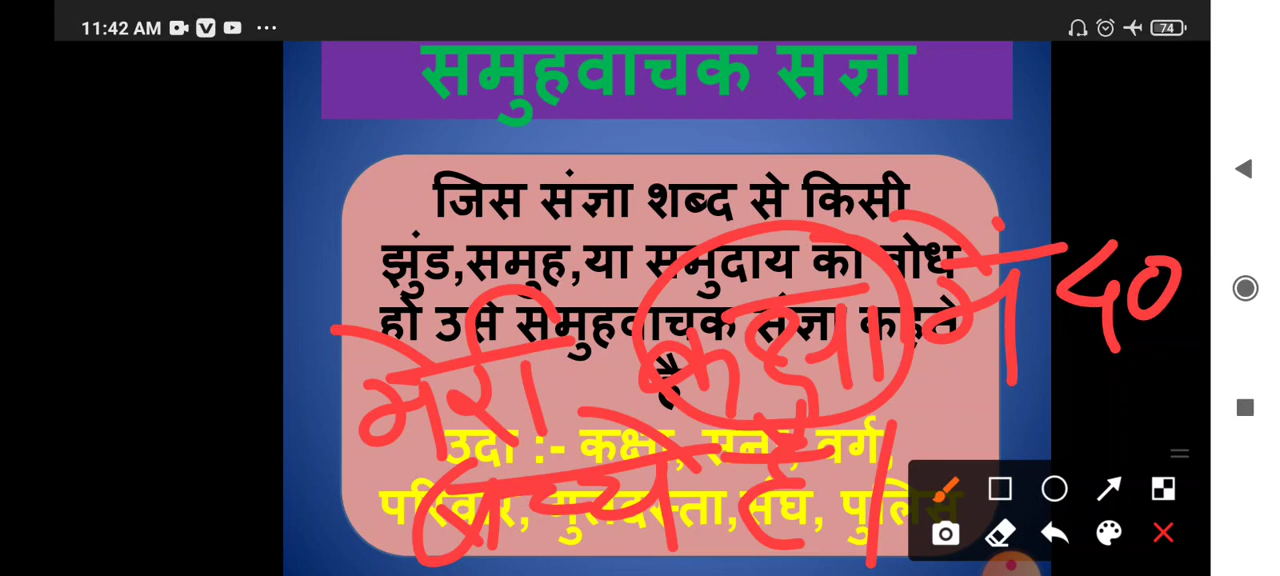 11:42 AM
74
समुहवाचक संज्ञा
जिस संज्ञा शब्द से किसी
झुंड,समुह,या समुदाय का बोध
हो उसे समुहवाचक संज्ञा कहते
है
उदा :- कक्षा, सत्ता, वर्ग,
परिवार, गुलदस्ता,संघ, पुलिस
मेरी कक्षा में 40
बच्चे हैं।